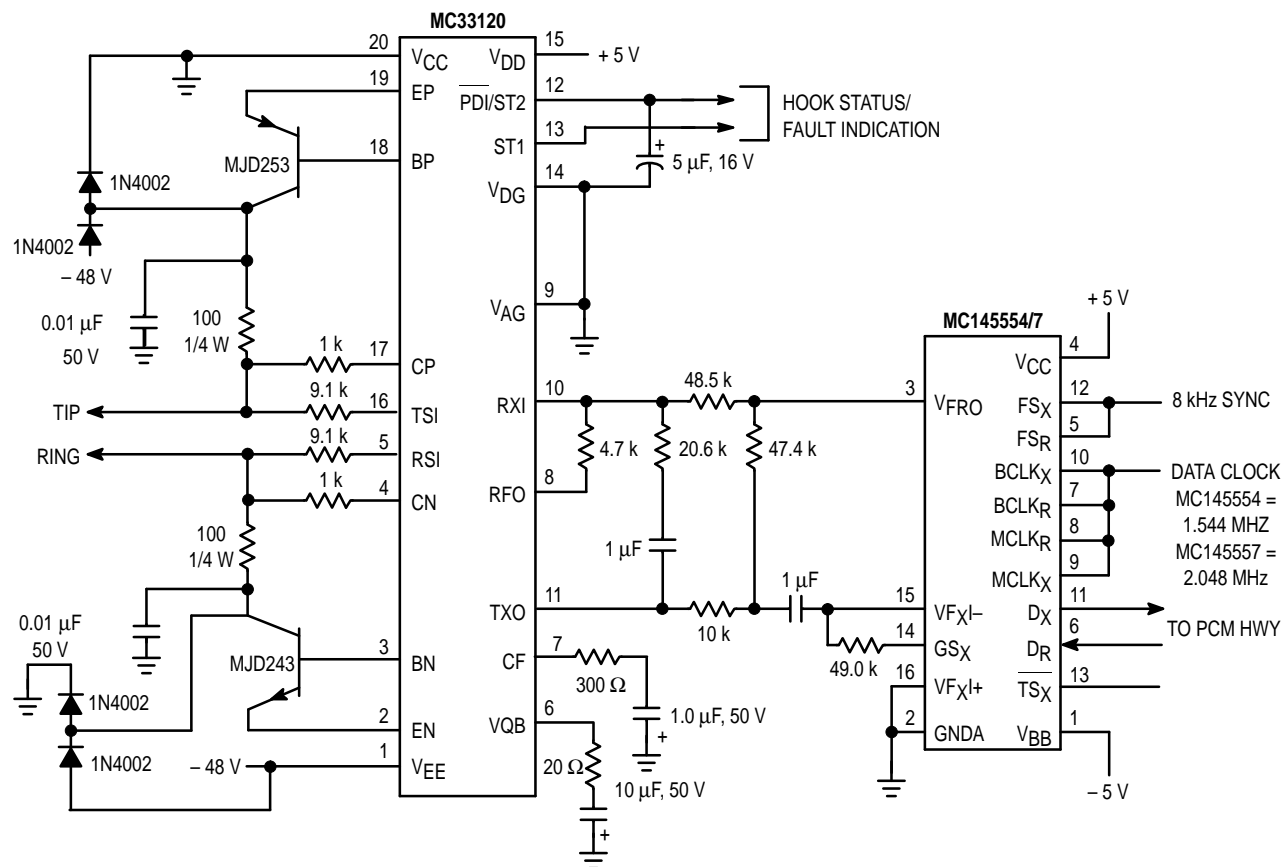 MC33120
20
VCC
15
VDD
+ 5 V
19
EP
12
PDI/ST2
HOOK STATUS/
FAULT INDICATION
13
ST1
MJD253
18
BP
+
5 µF, 16 V
1N4002
14
VDG
1N4002
– 48 V
0.01 µF
50 V
100
1/4 W
9
VAG
1 k
17
CP
TIP
9.1 k
16
TSI
RING
9.1 k
5
RSI
1 k
4
CN
100
1/4 W
10
RXI
48.5 k
4.7 k
20.6 k
47.4 k
8
RFO
1 µF
1 µF
11
TXO
10 k
49.0 k
0.01 µF
50 V
MJD243
3
BN
7
CF
300 Ω
1.0 µF, 50 V
+
1N4002
2
EN
6
VQB
20 Ω
10 µF, 50 V
+
1N4002
– 48 V
1
VEE
MC145554/7
+ 5 V
4
VCC
3
VFRO
12
FSX
8 kHz SYNC
5
FSR
10
BCLKX
DATA CLOCK
MC145554 =
1.544 MHZ
MC145557 =
2.048 MHz
7
BCLKR
8
MCLKR
9
MCLKX
15
VFXI–
11
DX
TO PCM HWY
14
GSX
6
DR
16
VFXI+
13
TSX
2
GNDA
1
VBB
– 5 V